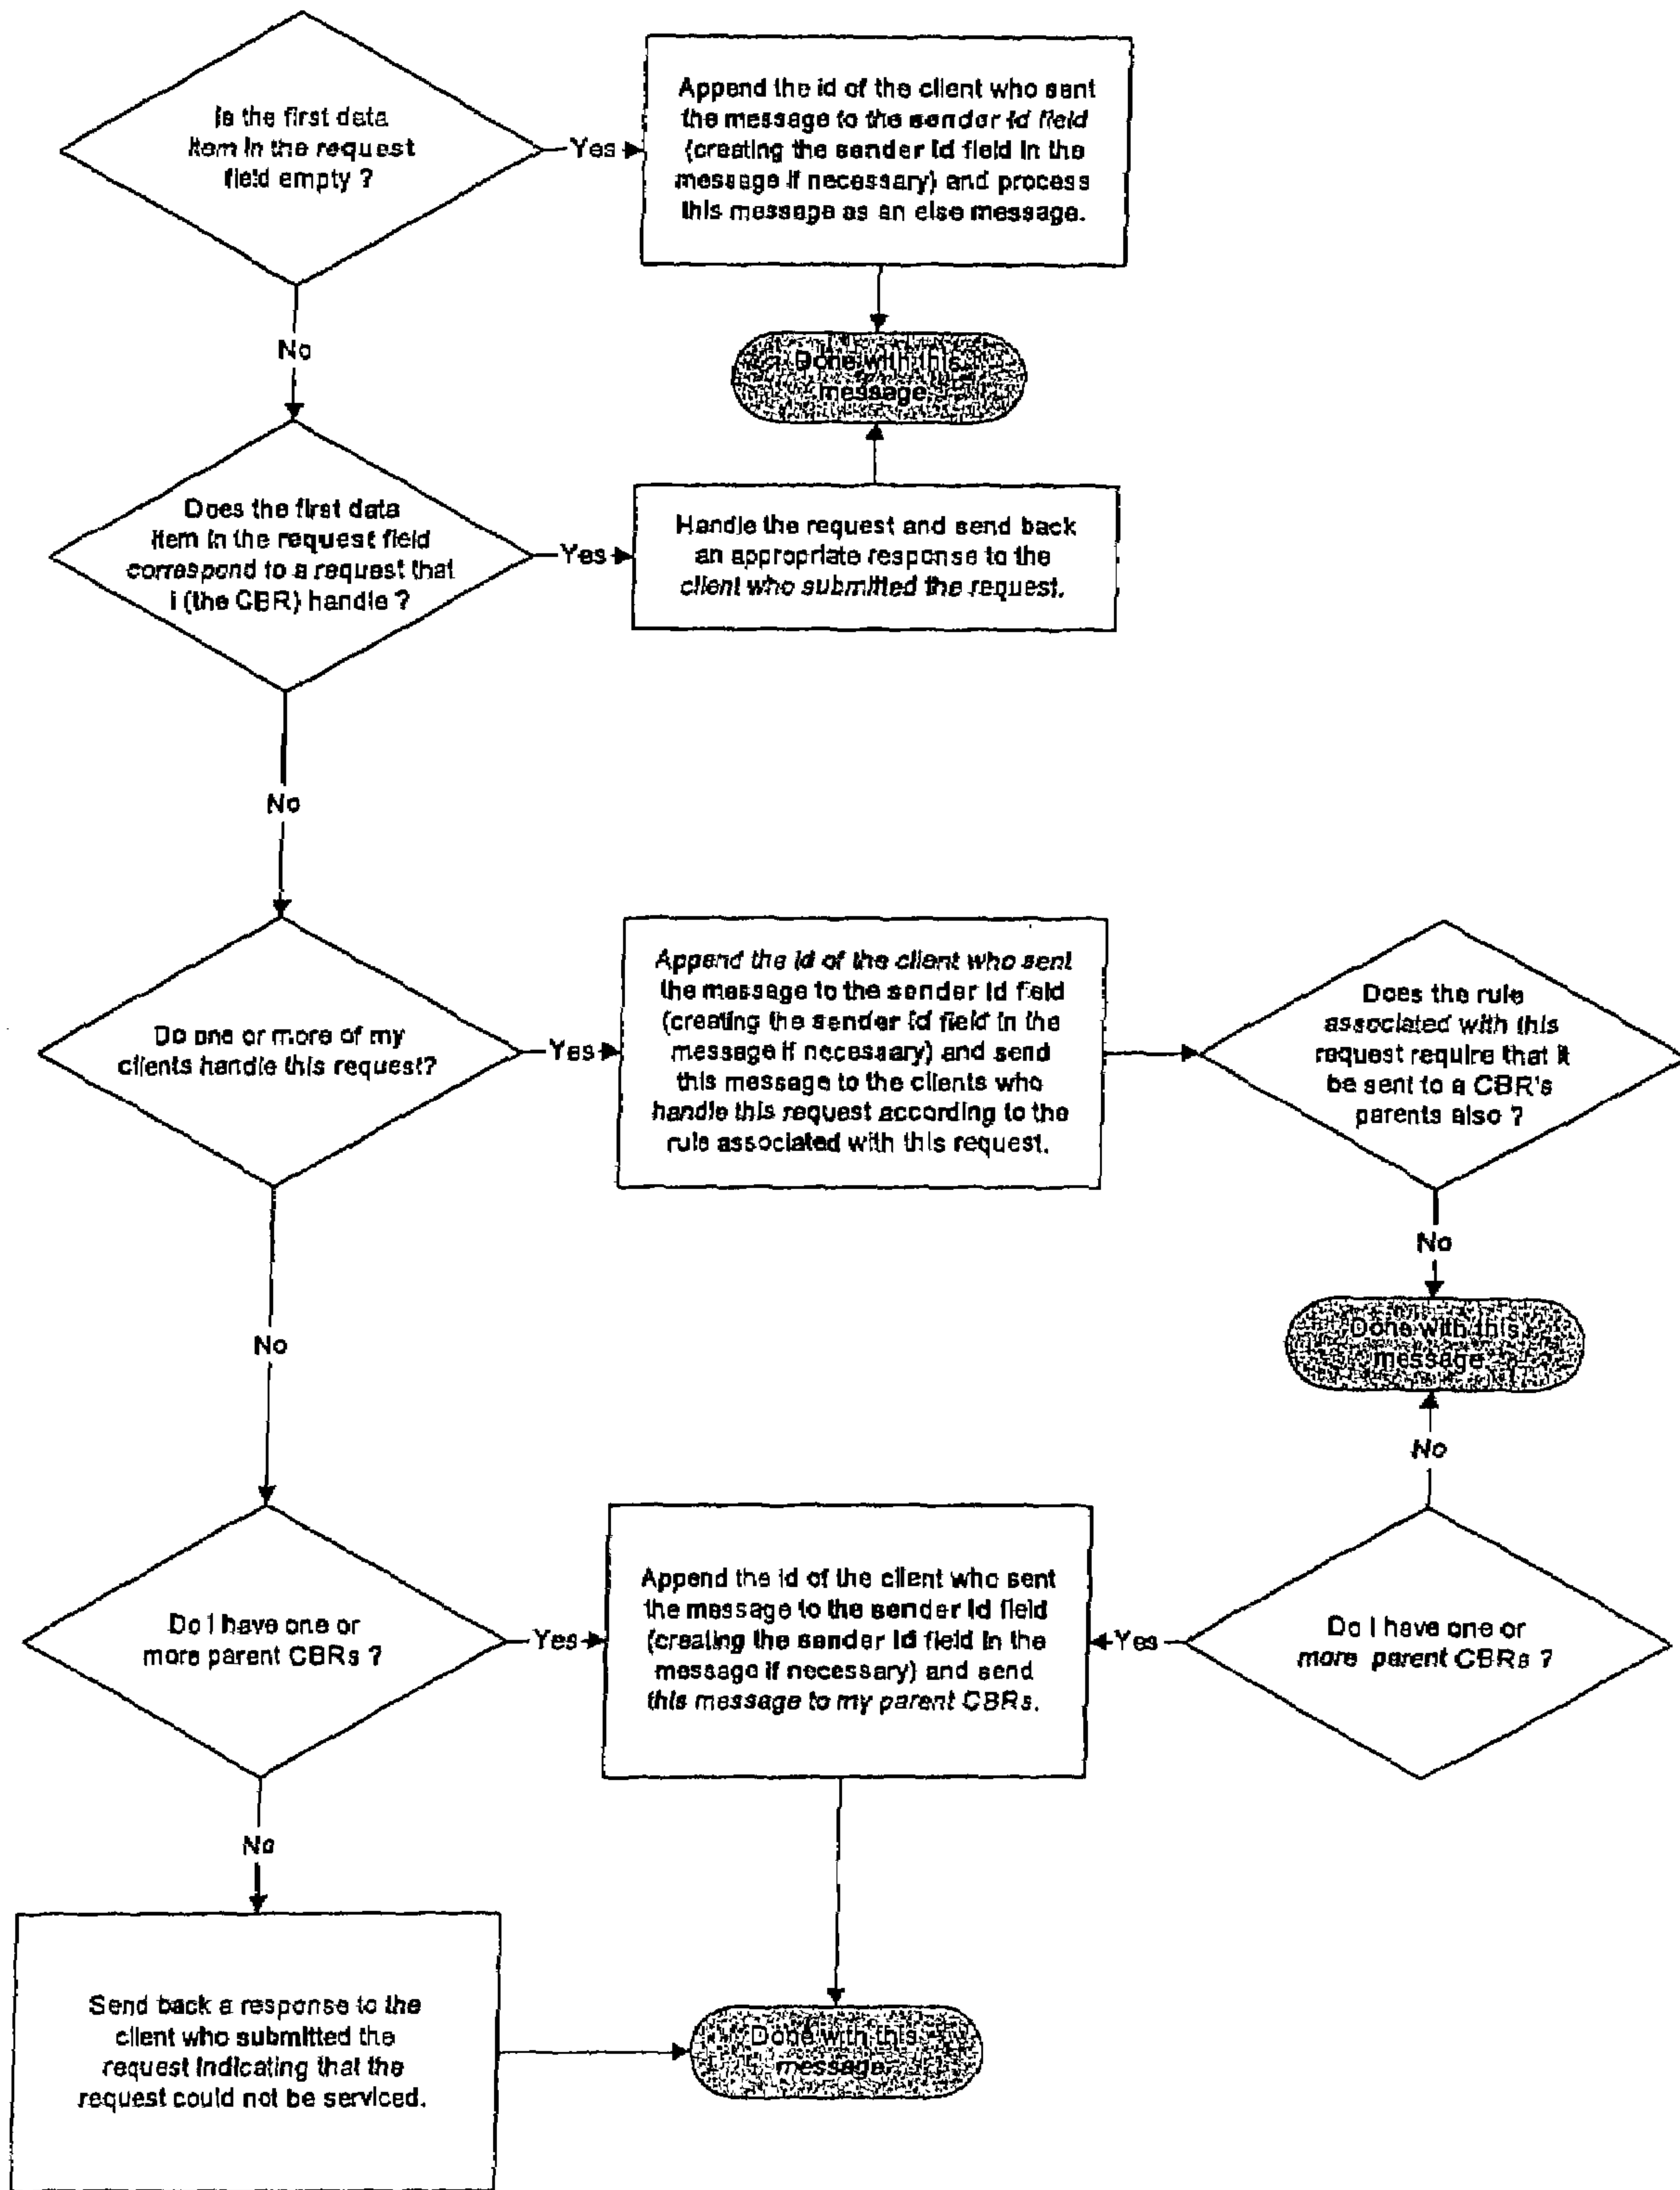 Is the first data
item in the request
field empty ?
Yes
Append the id of the client who sent
the message to the sender id field
(creating the sender id field in the
message if necessary) and process
this message as an else message.
No
Done with this
message
Does the first data
item in the request field
correspond to a request that
I (the CBR) handle ?
Yes
Handle the request and send back
an appropriate response to the
client who submitted the request.
No
Do one or more of my
clients handle this request?
Yes
Append the id of the client who sent
the message to the sender id field
(creating the sender id field in the
message if necessary) and send
this message to the clients who
handle this request according to the
rule associated with this request.
Does the rule
associated with this
request require that it
be sent to a CBR's
parents also ?
No
Done with this
message
No
No
Do I have one or
more parent CBRs ?
Yes
Append the id of the client who sent
the message to the sender id field
(creating the sender id field in the
message if necessary) and send
this message to my parent CBRs.
Yes
Do I have one or
more parent CBRs ?
No
Send back a response to the
client who submitted the
request indicating that the
request could not be serviced.
Done with this
message